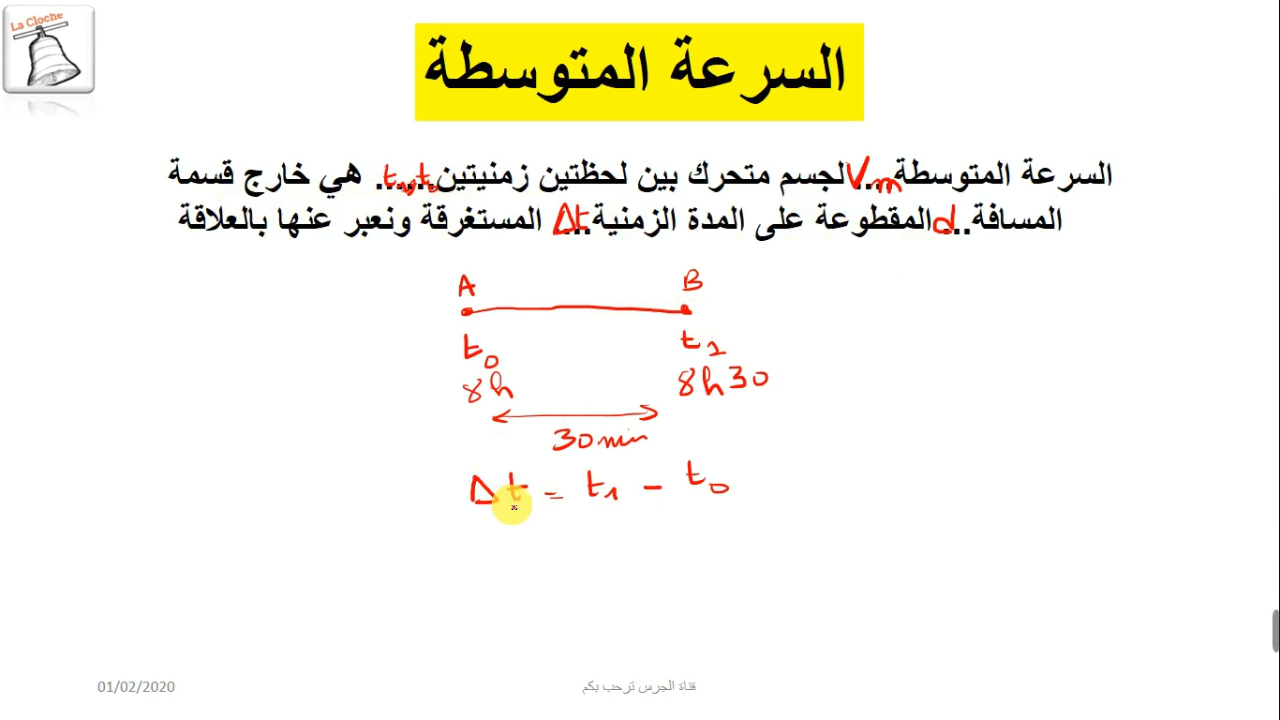 La Cloche
السرعة المتوسطة
السرعة المتوسطة....Vm لجسم متحرك بين لحظتين زمنيتين...... هي خارج قسمة
المسافة...d المقطوعة على المدة الزمنية...Δt المستغرقة ونعبر عنها بالعلاقة
A B
t0 t1
8h 8h30
30min
Δt = t1 - t0
01/02/2020 قناة الجرس ترحب بكم